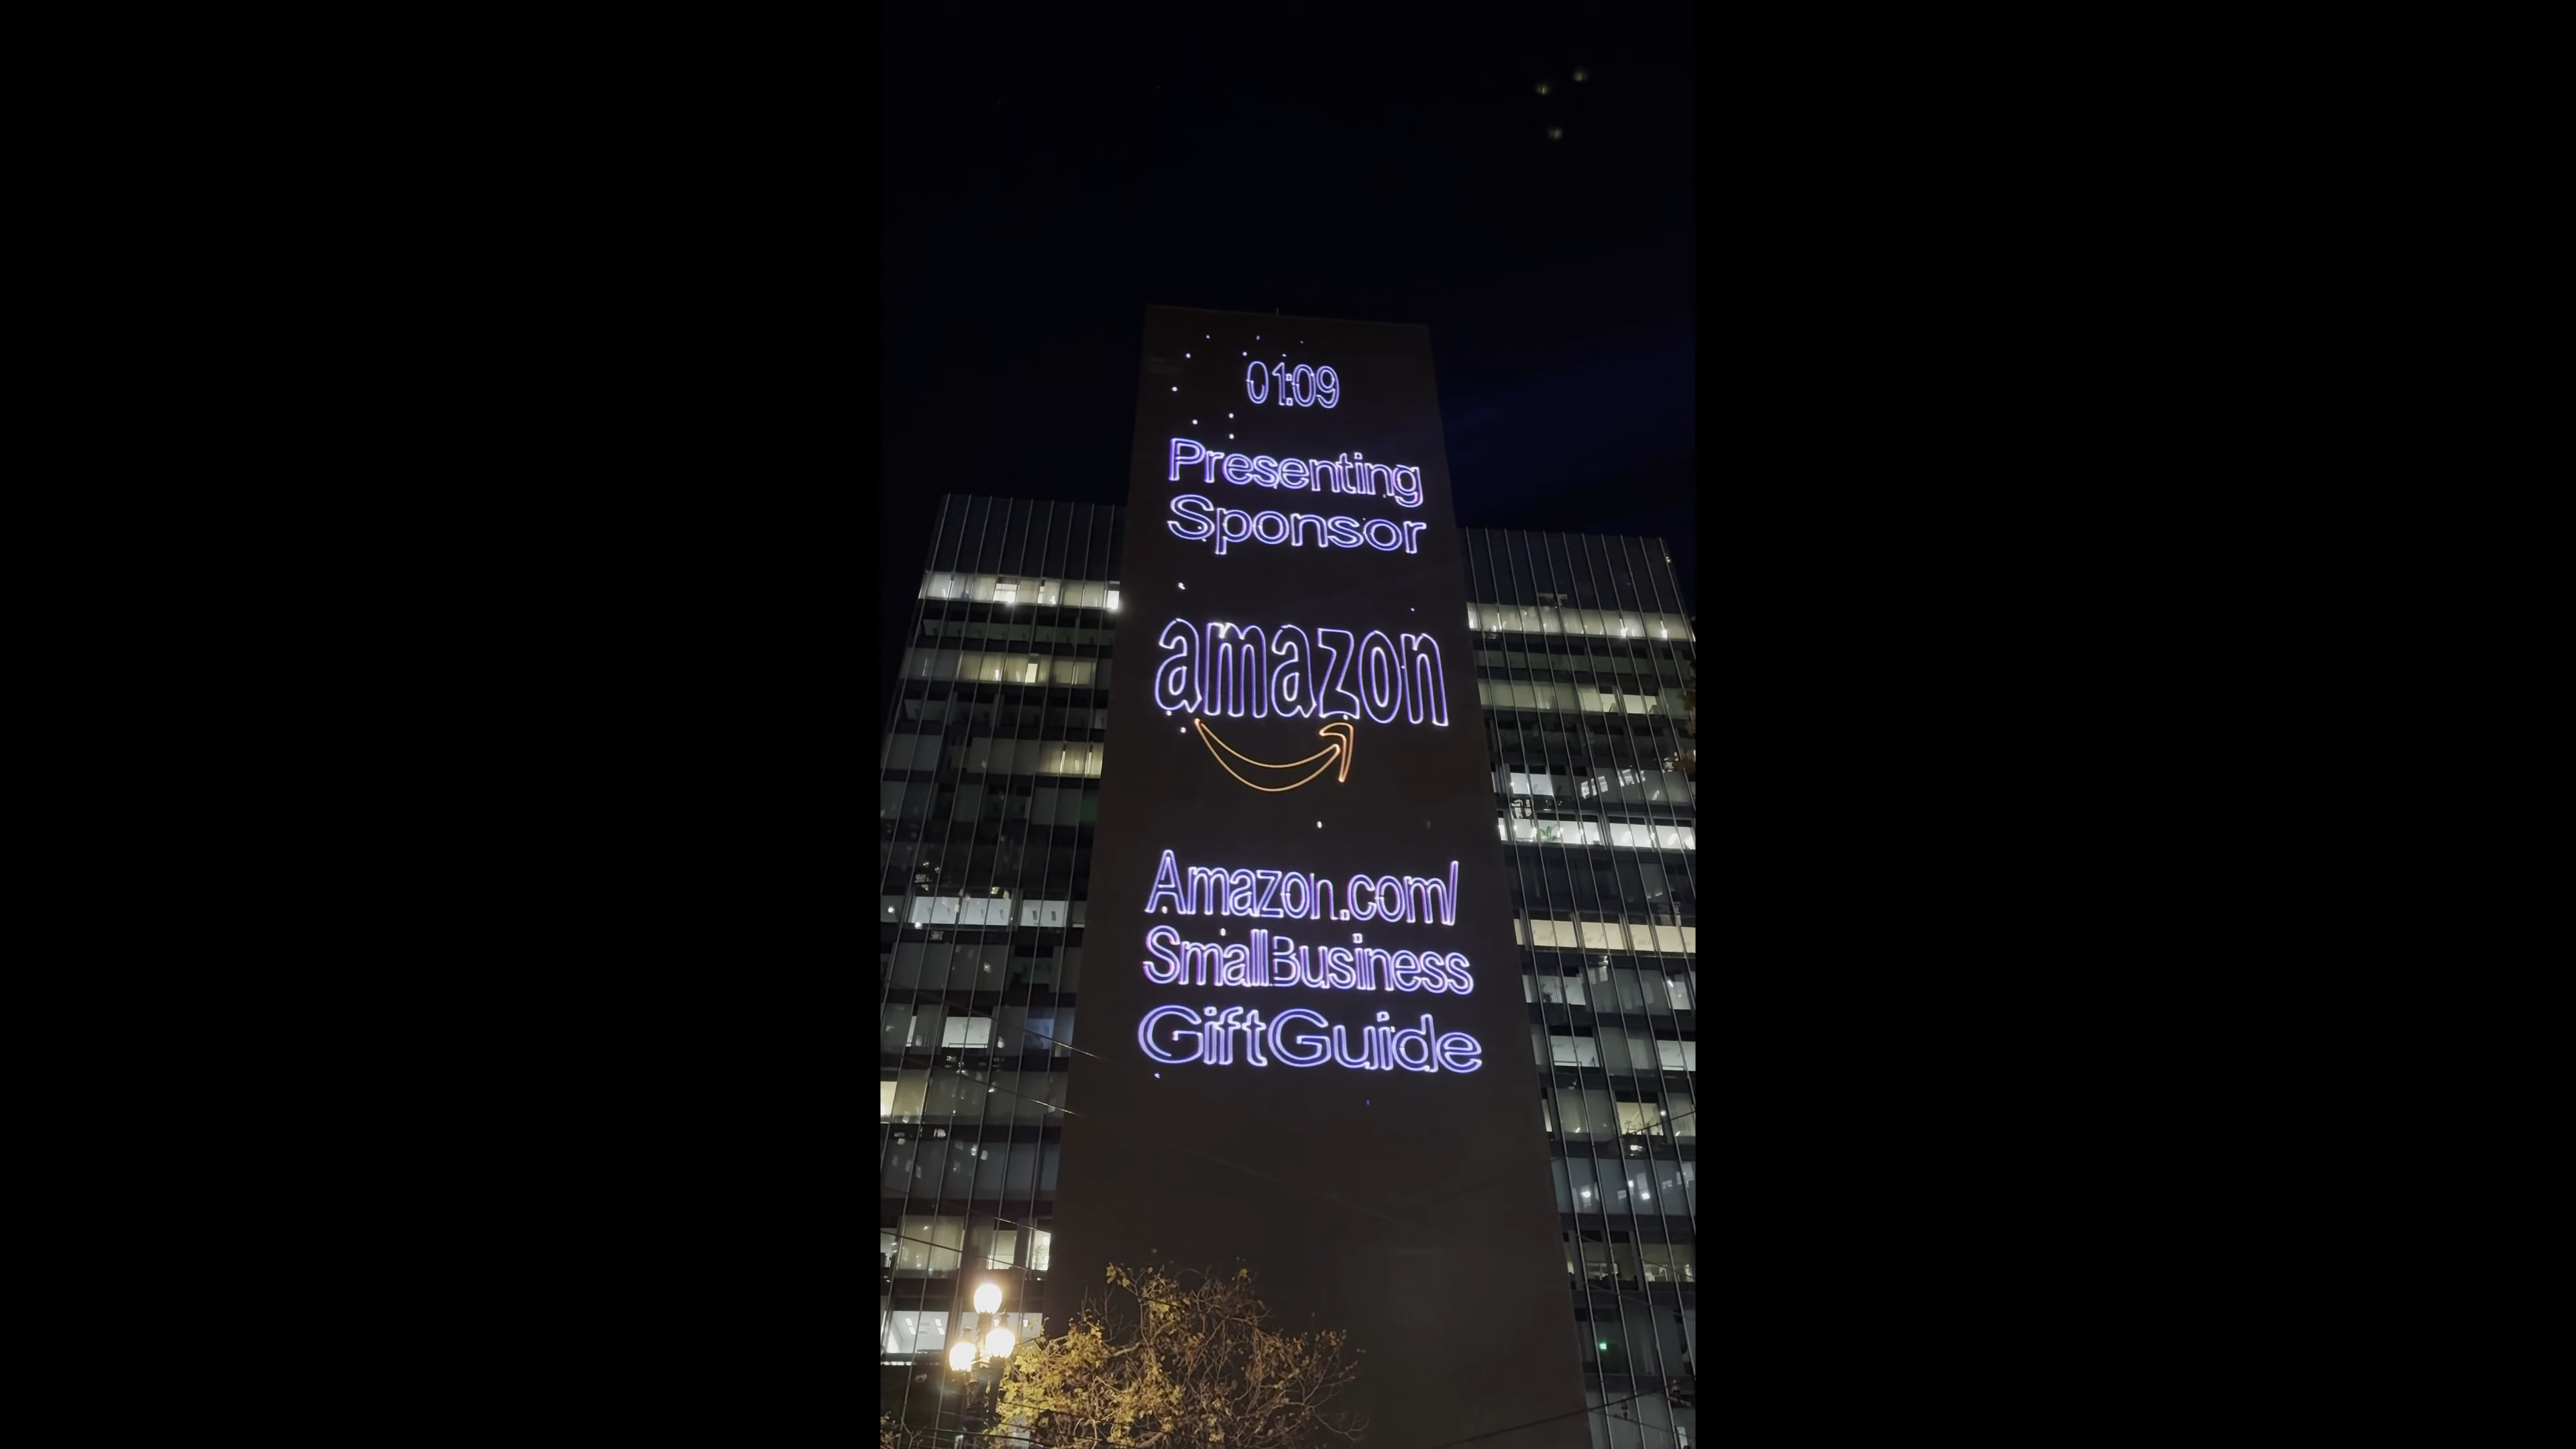 01:09
Presenting
Sponsor
amazon
Amazon.com/
SmallBusiness
GiftGuide